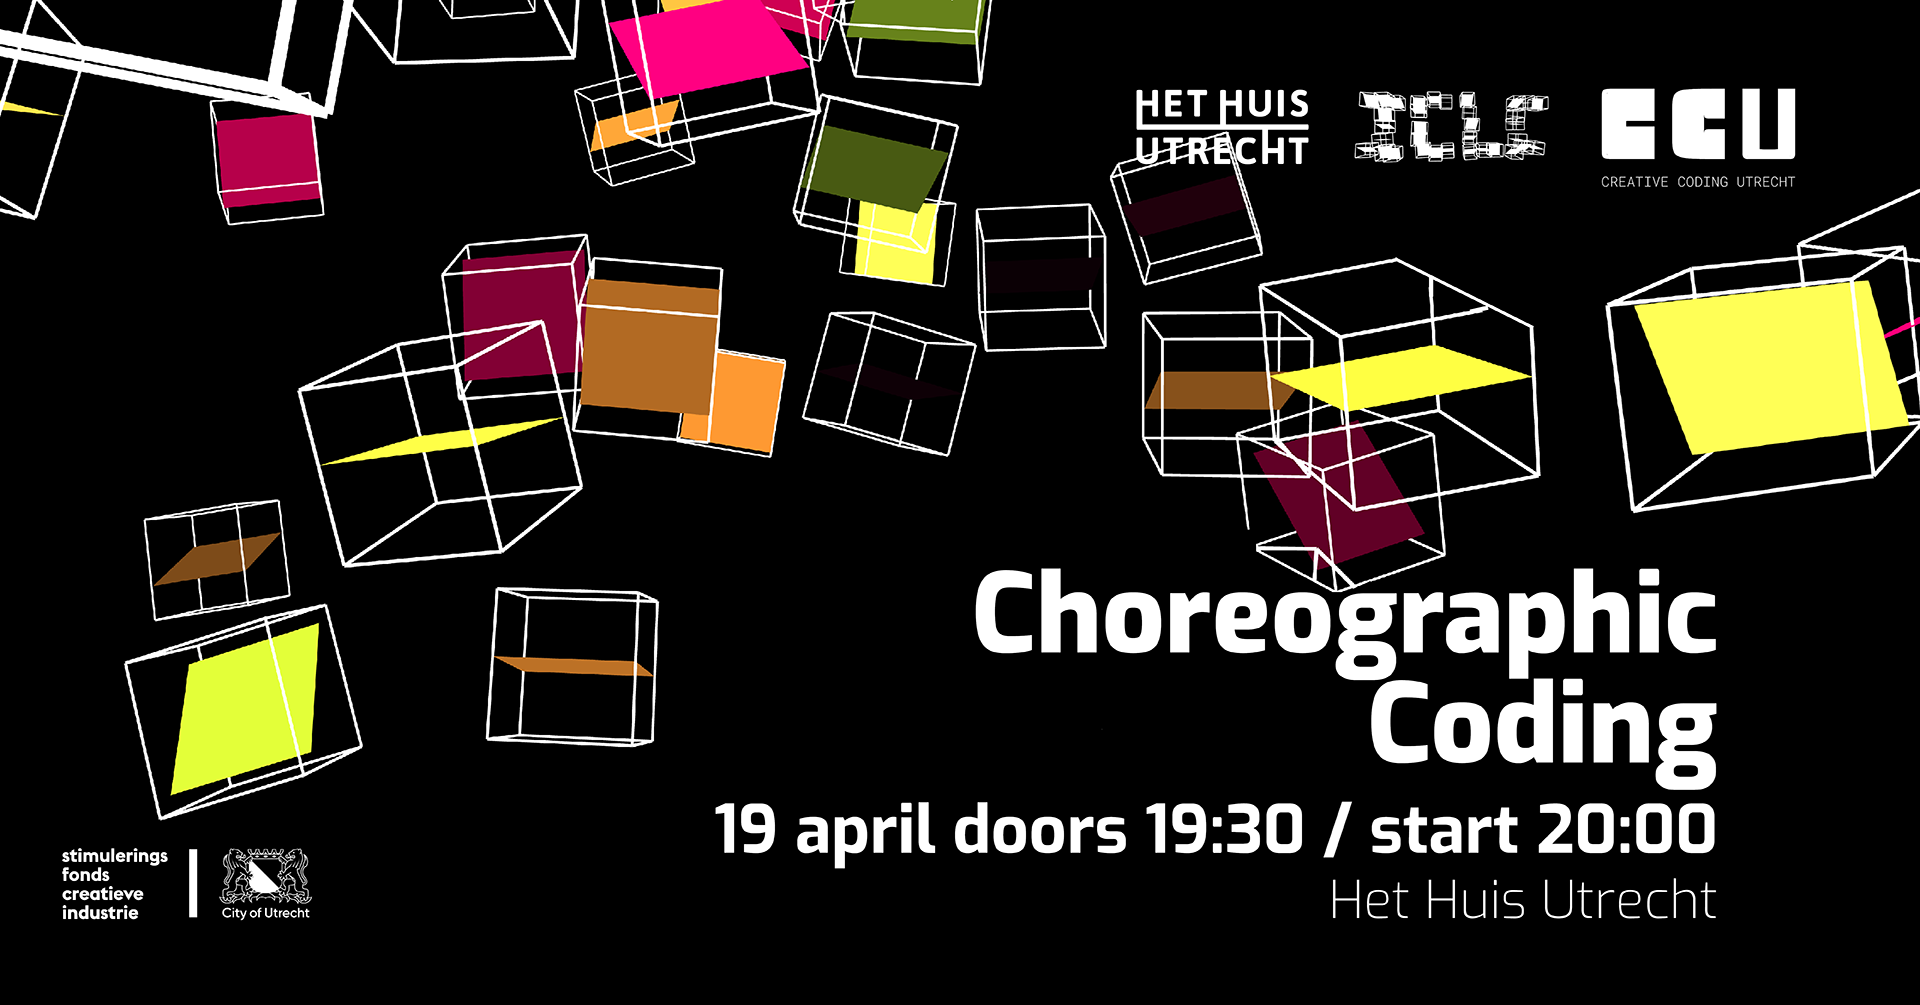 HET HUIS
UTRECHT
ICLC
CCU
CREATIVE CODING UTRECHT
Choreographic
Coding
19 april doors 19:30 / start 20:00
Het Huis Utrecht
stimulerings
fonds
creatieve
industrie
City of Utrecht